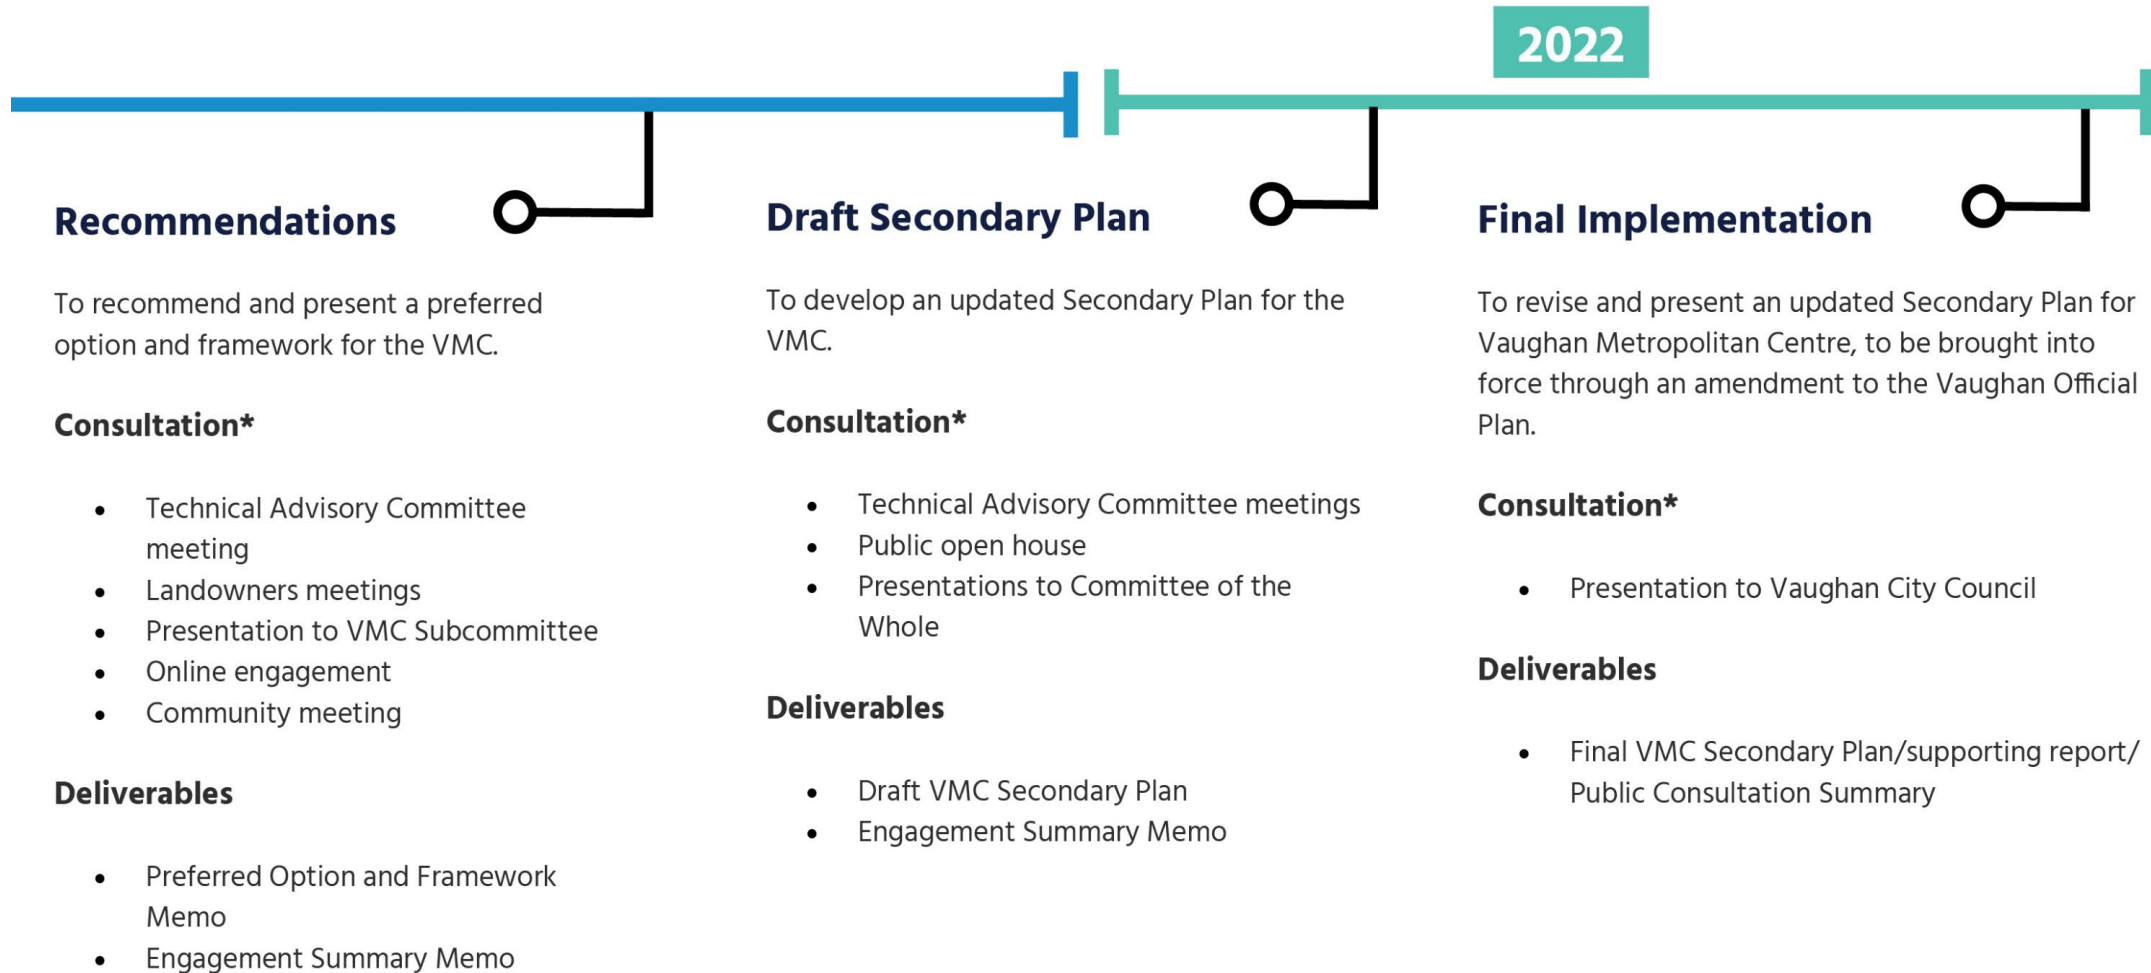 2022
Recommendations
To recommend and present a preferred
option and framework for the VMC.
Consultation*
• Technical Advisory Committee
meeting
• Landowners meetings
• Presentation to VMC Subcommittee
• Online engagement
• Community meeting
Deliverables
• Preferred Option and Framework
Memo
• Engagement Summary Memo
Draft Secondary Plan
To develop an updated Secondary Plan for the
VMC.
Consultation*
• Technical Advisory Committee meetings
• Public open house
• Presentations to Committee of the
Whole
Deliverables
• Draft VMC Secondary Plan
• Engagement Summary Memo
Final Implementation
To revise and present an updated Secondary Plan for
Vaughan Metropolitan Centre, to be brought into
force through an amendment to the Vaughan Official
Plan.
Consultation*
• Presentation to Vaughan City Council
Deliverables
• Final VMC Secondary Plan/supporting report/
Public Consultation Summary